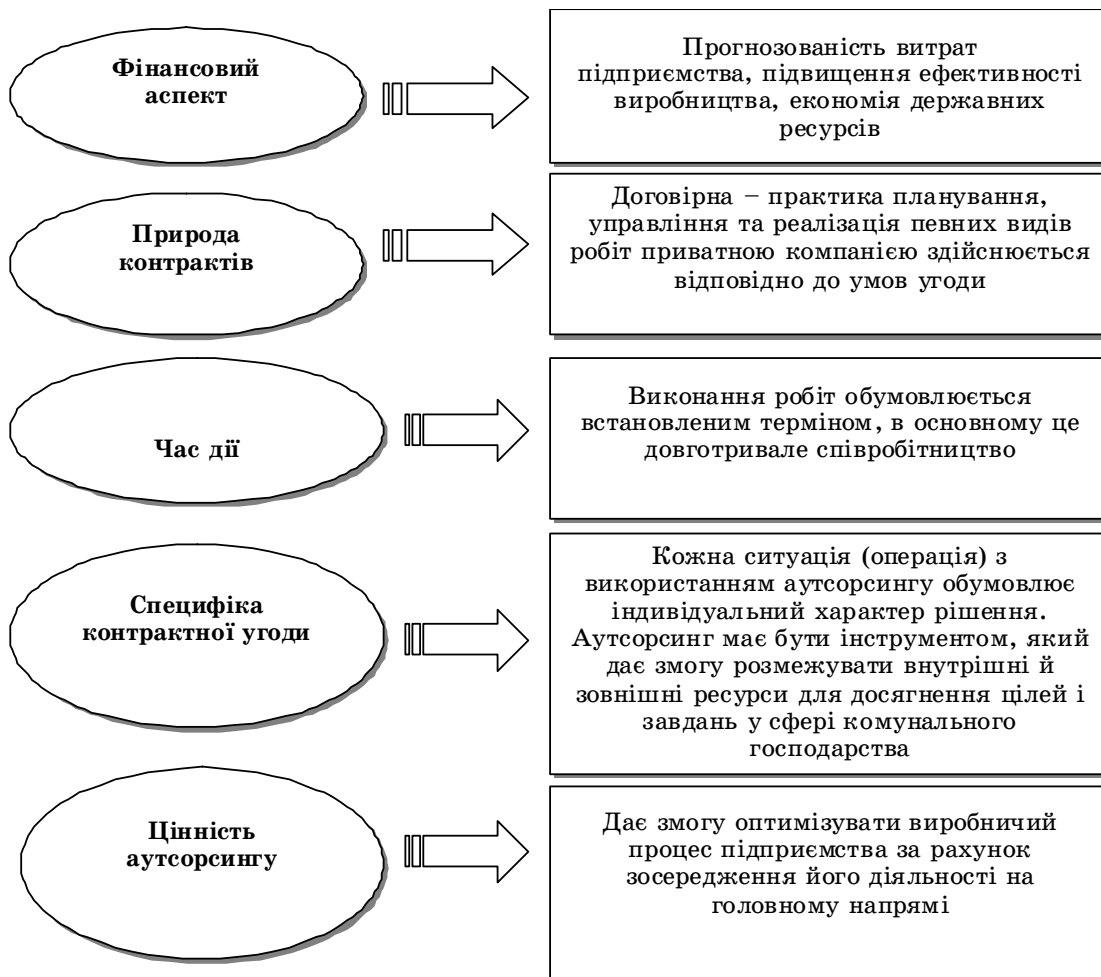 Фінансовий
аспект
Прогнозованість витрат
підприємства, підвищення ефективності
виробництва, економія державних
ресурсів
Природа
контрактів
Договірна – практика планування,
управління та реалізація певних видів
робіт приватною компанією здійснюється
відповідно до умов угоди
Час дії
Виконання робіт обумовлюється
встановленим терміном, в основному це
довготривале співробітництво
Специфіка
контрактної угоди
Кожна ситуація (операція) з
використанням аутсорсингу обумовлює
індивідуальний характер рішення.
Аутсорсинг має бути інструментом, який
дає змогу розмежувати внутрішні й
зовнішні ресурси для досягнення цілей і
завдань у сфері комунального
господарства
Цінність
аутсорсингу
Дає змогу оптимізувати виробничий
процес підприємства за рахунок
зосередження його діяльності на
головному напрямі